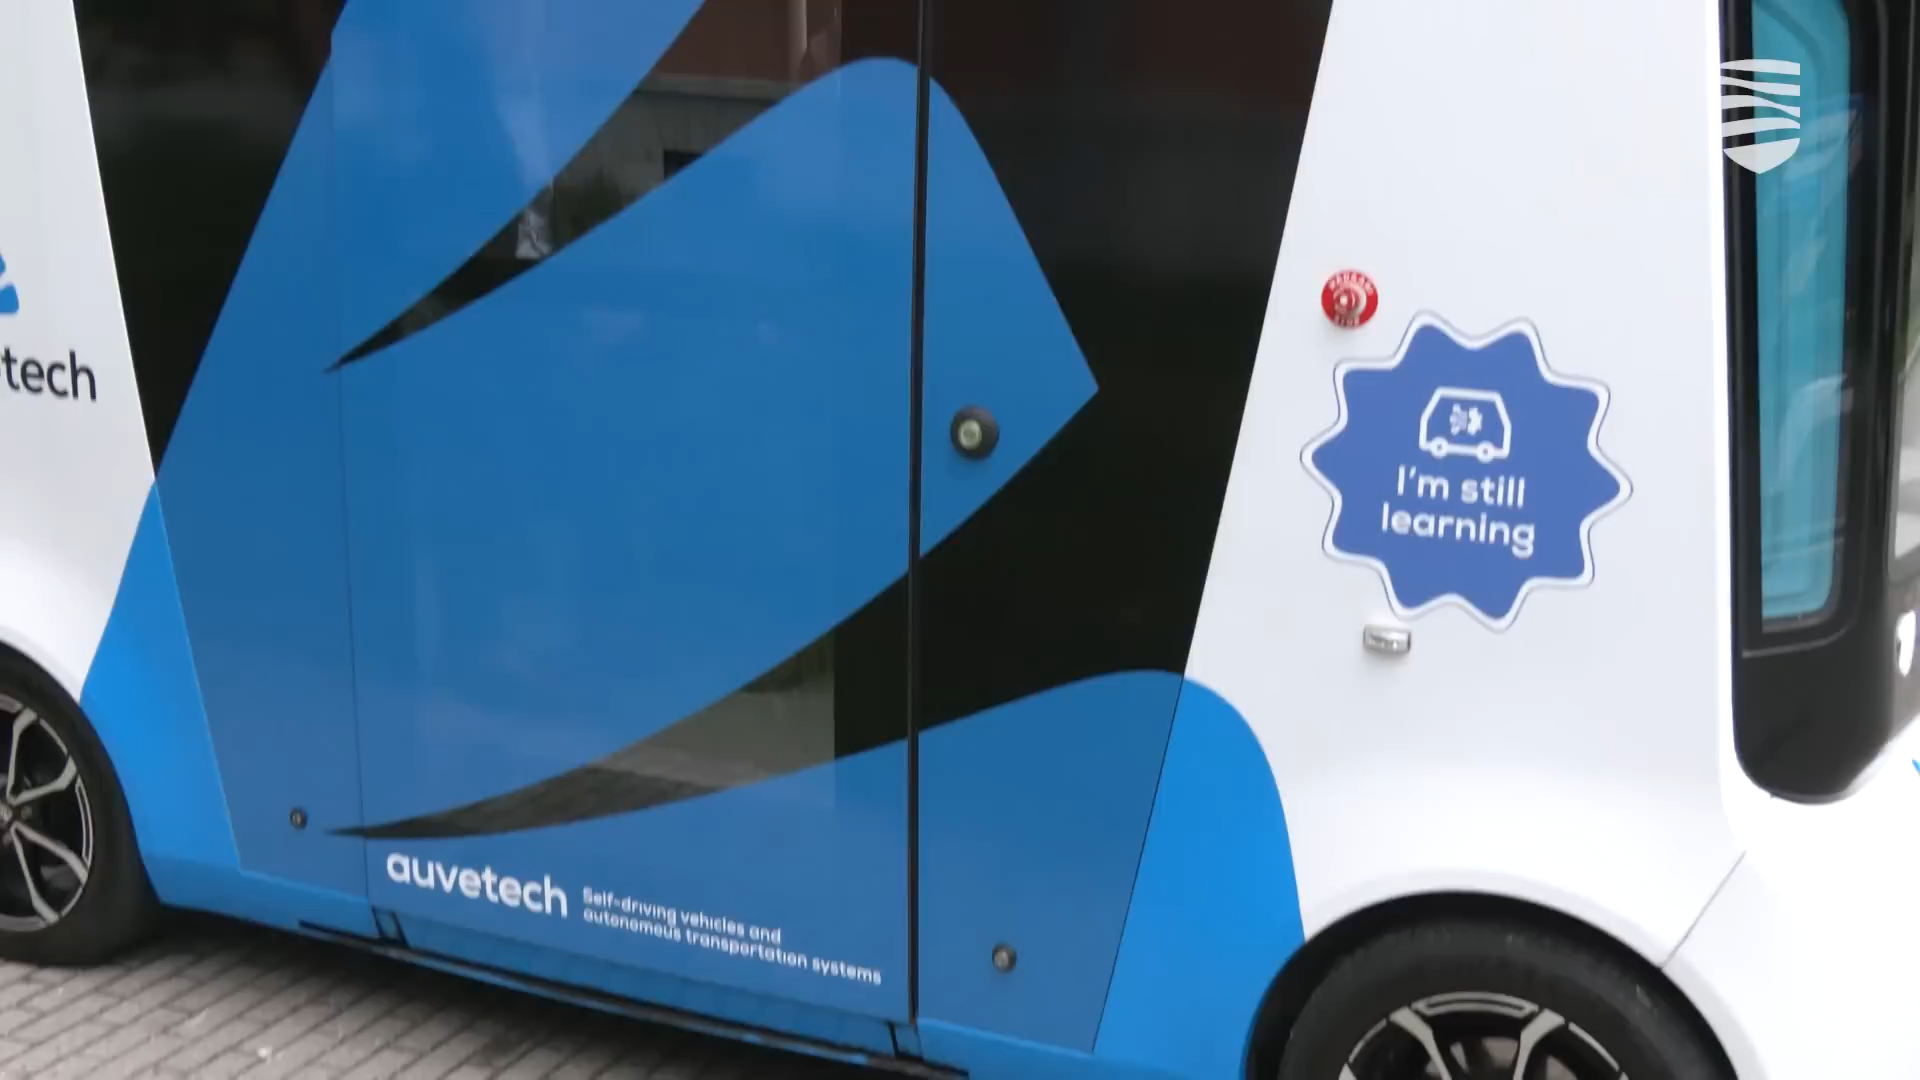 tech
I'm still
learning
auvetech
Self-driving vehicles and
autonomous transportation systems